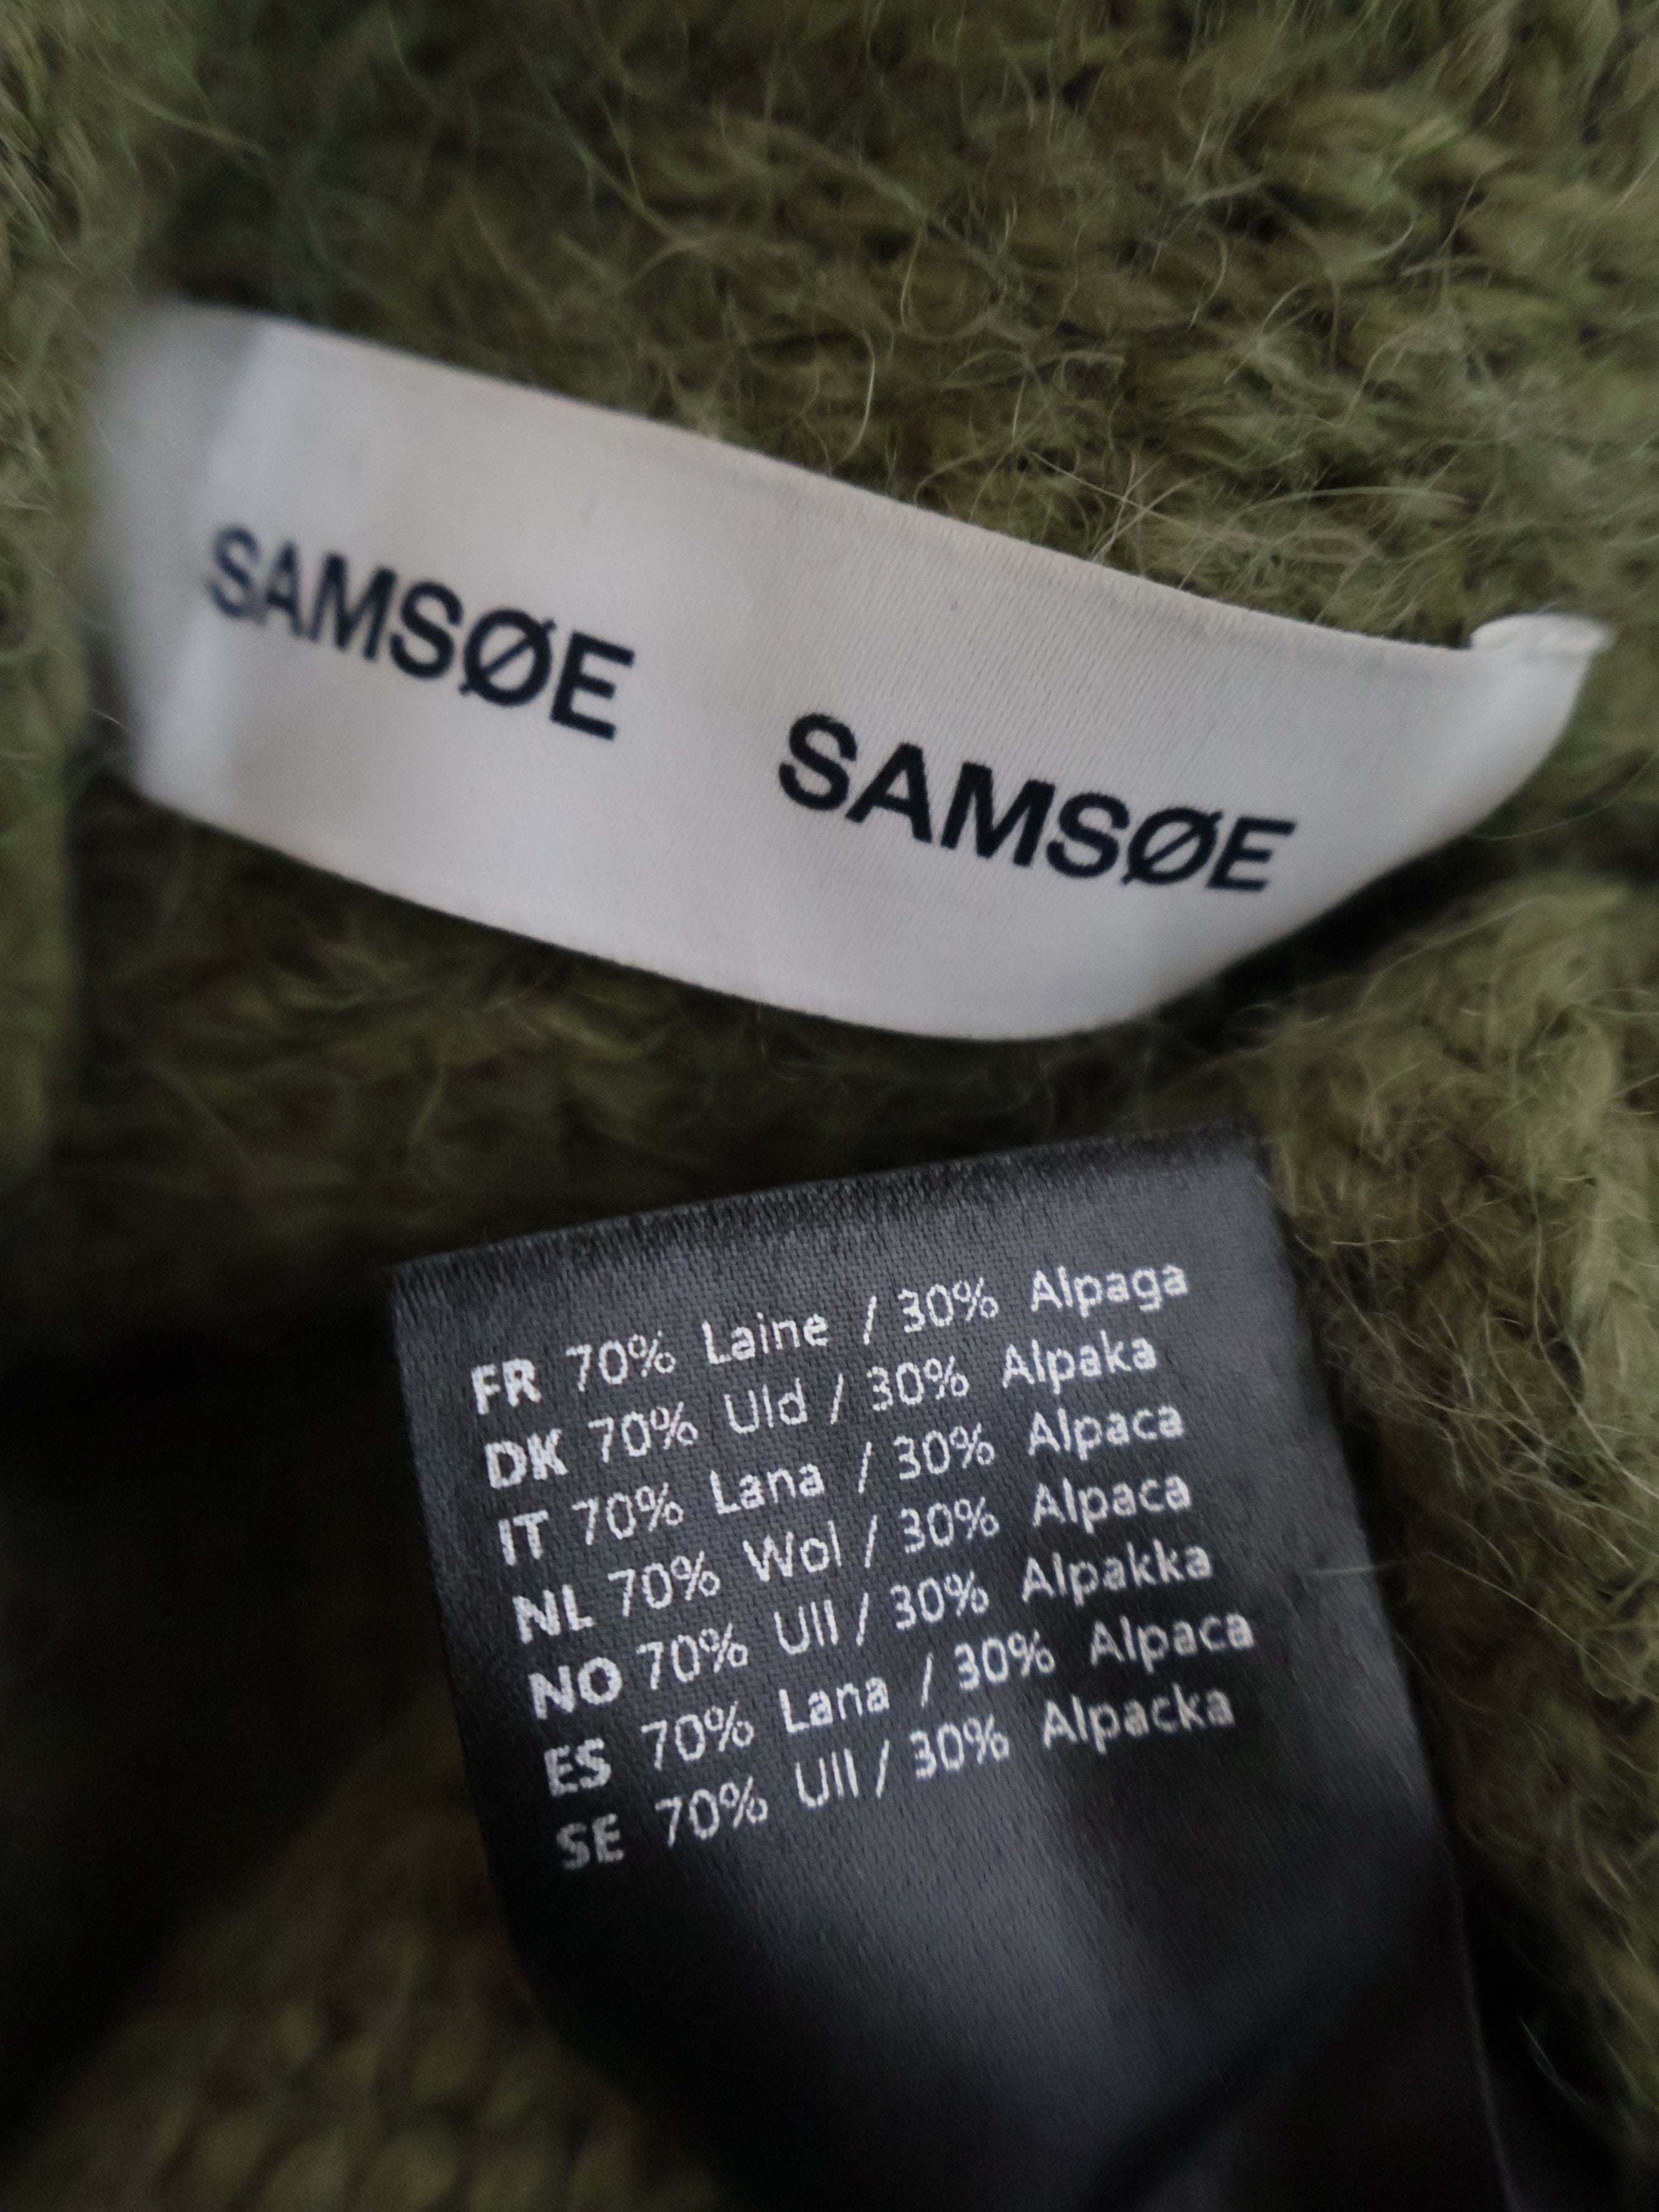 SAMSØE SAMSØE
FR 70% Laine / 30% Alpaga
DK 70% Uld / 30% Alpaka
IT 70% Lana / 30% Alpaca
NL 70% Wol / 30% Alpaca
NO 70% Ull / 30% Alpakka
ES 70% Lana / 30% Alpaca
SE 70% Ull / 30% Alpacka